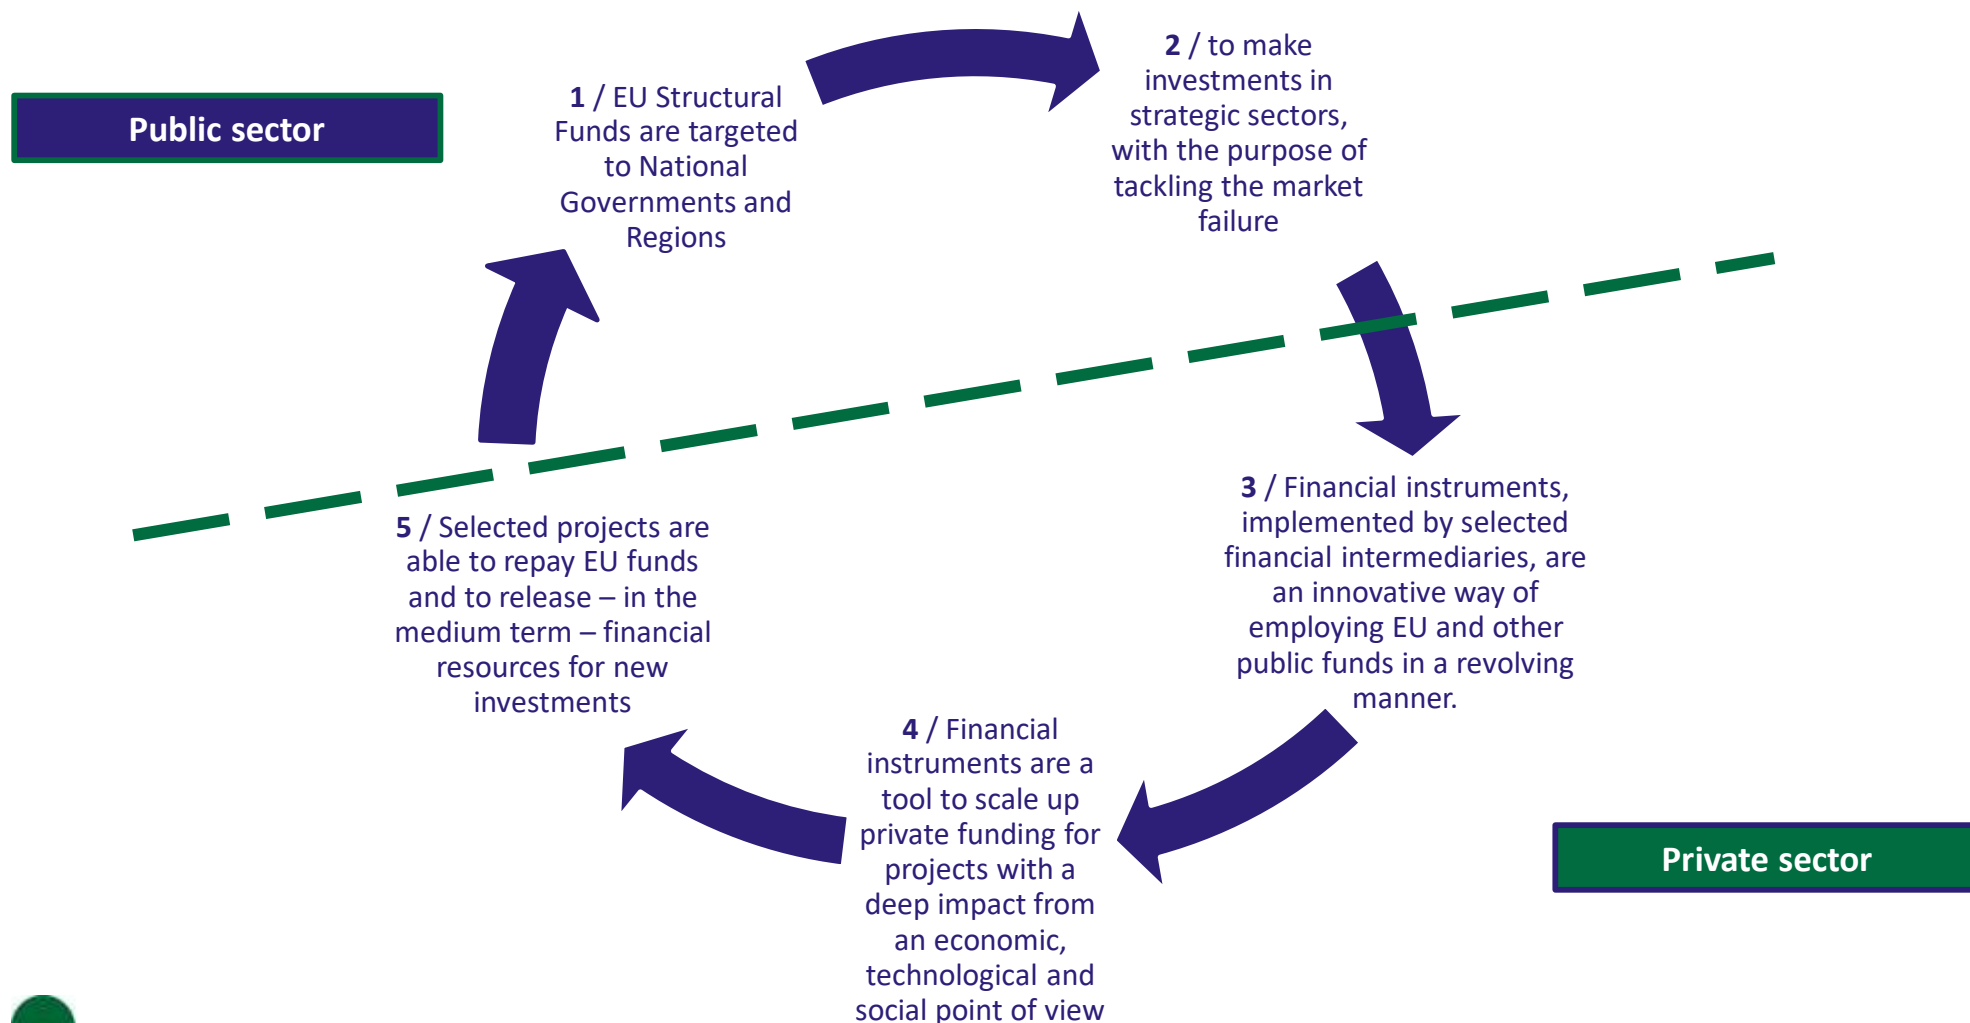 Public sector
1 / EU Structural
Funds are targeted
to National
Governments and
Regions
2 / to make
investments in
strategic sectors,
with the purpose of
tackling the market
failure
3 / Financial instruments,
implemented by selected
financial intermediaries, are
an innovative way of
employing EU and other
public funds in a revolving
manner.
4 / Financial
instruments are a
tool to scale up
private funding for
projects with a
deep impact from
an economic,
technological and
social point of view
5 / Selected projects are
able to repay EU funds
and to release – in the
medium term – financial
resources for new
investments
Private sector